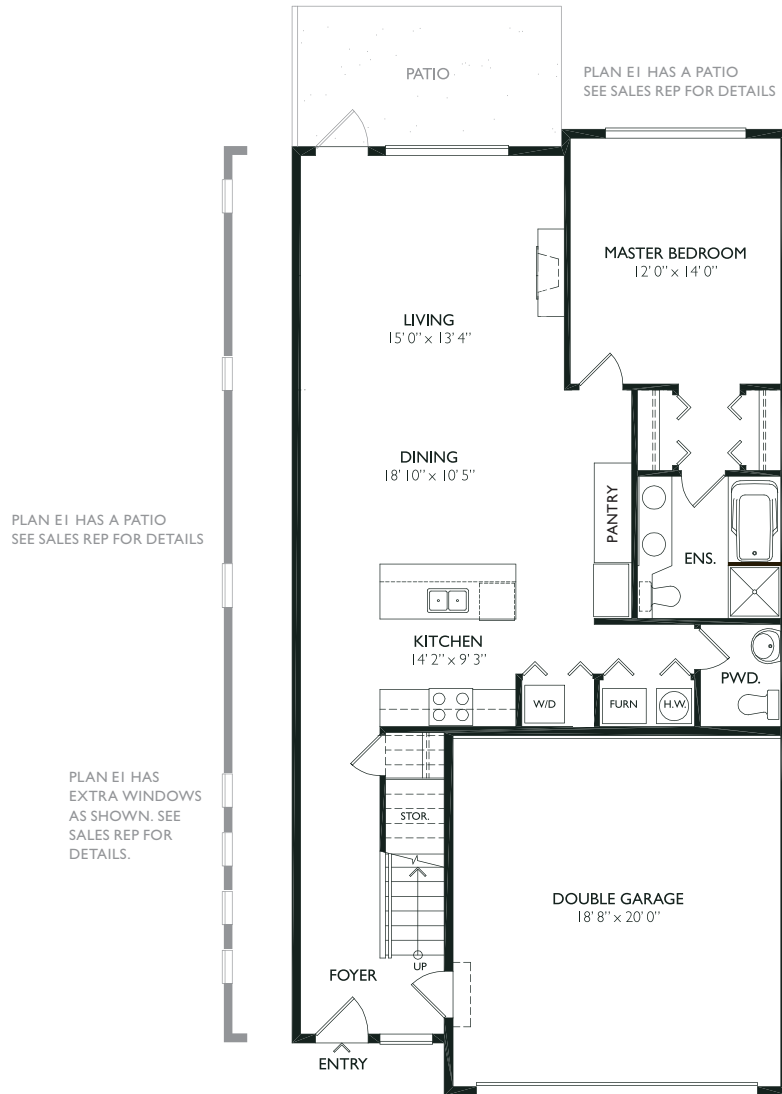 PATIO
PLAN E1 HAS A PATIO
SEE SALES REP FOR DETAILS
MASTER BEDROOM
12' 0" x 14' 0"
LIVING
15' 0" x 13' 4"
DINING
18' 10" x 10' 5"
PANTRY
PLAN E1 HAS A PATIO
SEE SALES REP FOR DETAILS
ENS.
KITCHEN
14' 2" x 9' 3"
PWD.
W/D
FURN
H.W.
PLAN E1 HAS
EXTRA WINDOWS
AS SHOWN. SEE
SALES REP FOR
DETAILS.
STOR.
DOUBLE GARAGE
18' 8" x 20' 0"
UP
FOYER
ENTRY